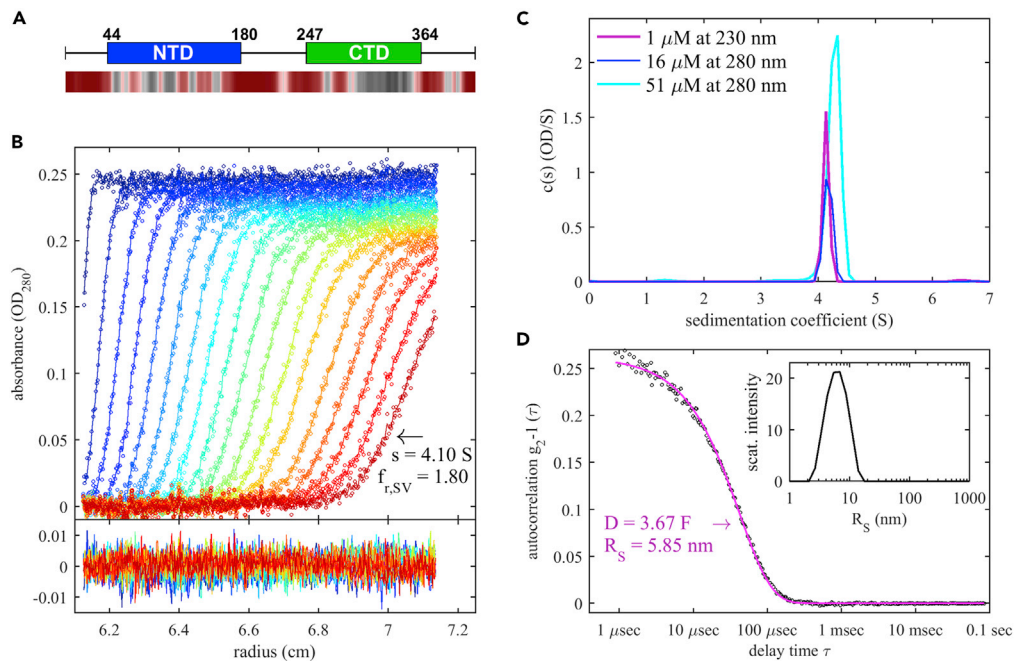 A
44
180
247
364
NTD
CTD
B
0.25
0.2
0.15
0.1
0.05
0
absorbance (OD280)
s = 4.10 S
fr,SV = 1.80
0.01
0
-0.01
6.2
6.4
6.6
6.8
7
7.2
radius (cm)
C
1 μM at 230 nm
16 μM at 280 nm
51 μM at 280 nm
2
1.5
1
0.5
0
c(s) (OD/S)
0
1
2
3
4
5
6
7
sedimentation coefficient (S)
D
0.25
0.20
0.15
0.1
0.05
0
autocorrelation g2-1 (τ)
D = 3.67 F
RS = 5.85 nm
20
10
0
scat. intensity
1
10
100
1000
RS (nm)
1 μsec
10 μsec
100 μsec
1 msec
10 msec
0.1 sec
delay time τ